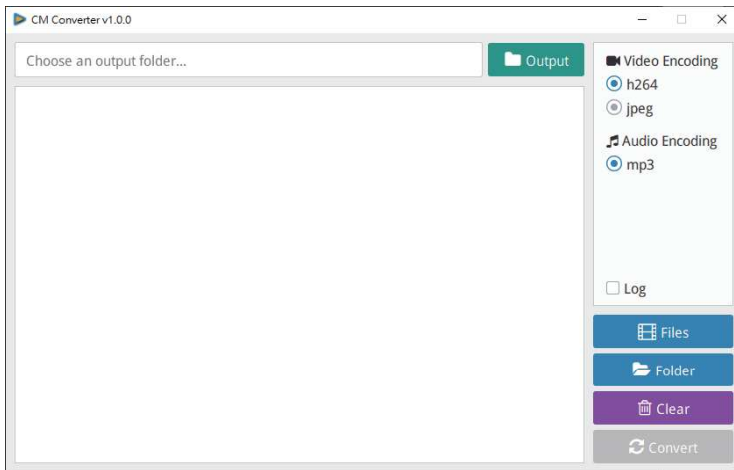 CM Converter v1.0.0
Choose an output folder...
Output
Video Encoding
h264
jpeg
Audio Encoding
mp3
Log
Files
Folder
Clear
Convert